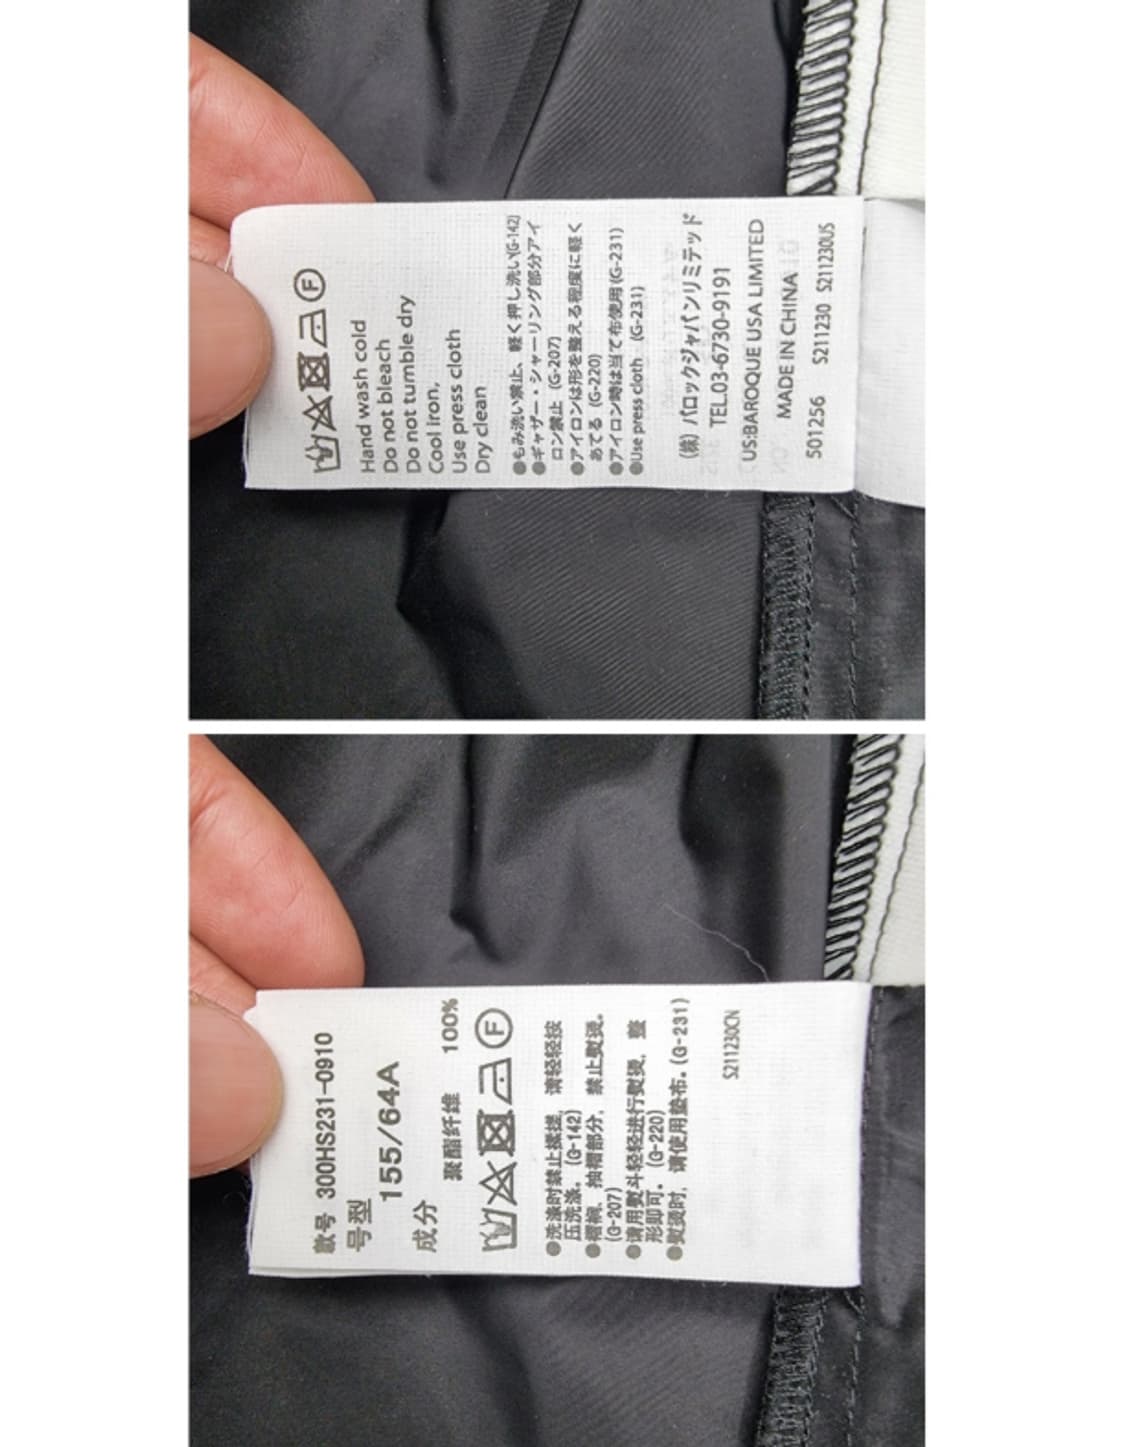 Hand wash cold
Do not bleach
Do not tumble dry
Cool iron,
Use press cloth
Dry clean
●もみ洗い禁止、軽く押し洗い(G-142)
●ギャザー・シャーリング部分アイ
ロン禁止 (G-207)
●アイロンは形を整える程度に軽く
あてる (G-220)
●アイロン時は当て布使用 (G-231)
●Use press cloth (G-231)
(株) バロックジャパンリミテッド
TEL.03-6730-9191
US:BAROQUE USA LIMITED
MADE IN CHINA
501256 S211230 S211230US
款号 300HS231-0910
号型
155/64A
成分
聚酯纤维 100%
●洗涤时禁止揉搓, 请轻轻按
压洗涤。(G-142)
●褶裥, 抽褶部分, 禁止熨烫。
(G-207)
●请用熨斗轻轻进行熨烫, 整
形即可。(G-220)
●熨烫时, 请使用垫布。(G-231)
S211230CN